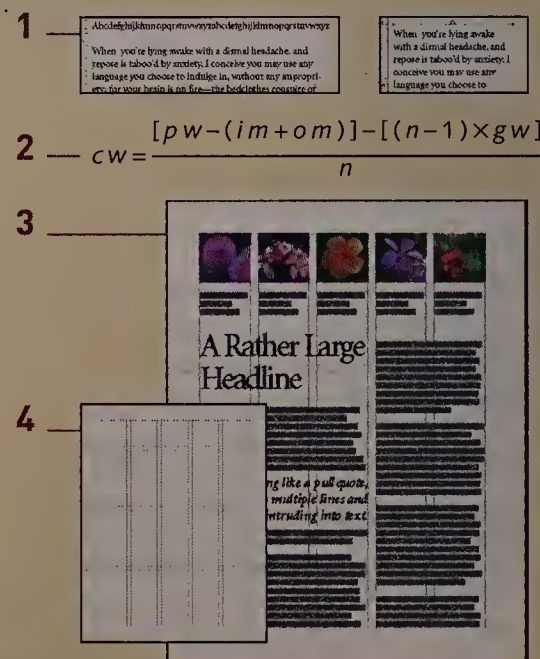 1
Abcdefghijklmnopqrstuvwxyzabcdefghijklmnopqrstuvwxyz
When you're lying awake with a dismal headache, and
repose is taboo'd by anxiety, I conceive you may use any
language you choose to indulge in, without any impropri-
ety; for your brain is on fire—the bedclothes conspire of
When you're lying awake
with a dismal headache, and
repose is taboo'd by anxiety, I
conceive you may use any
language you choose to
2
cw = [pw-(im+om)]-[(n-1)×gw]
n
3
A Rather Large
Headline
4
ng like a pull quote,
multiple lines and
ntruding into text